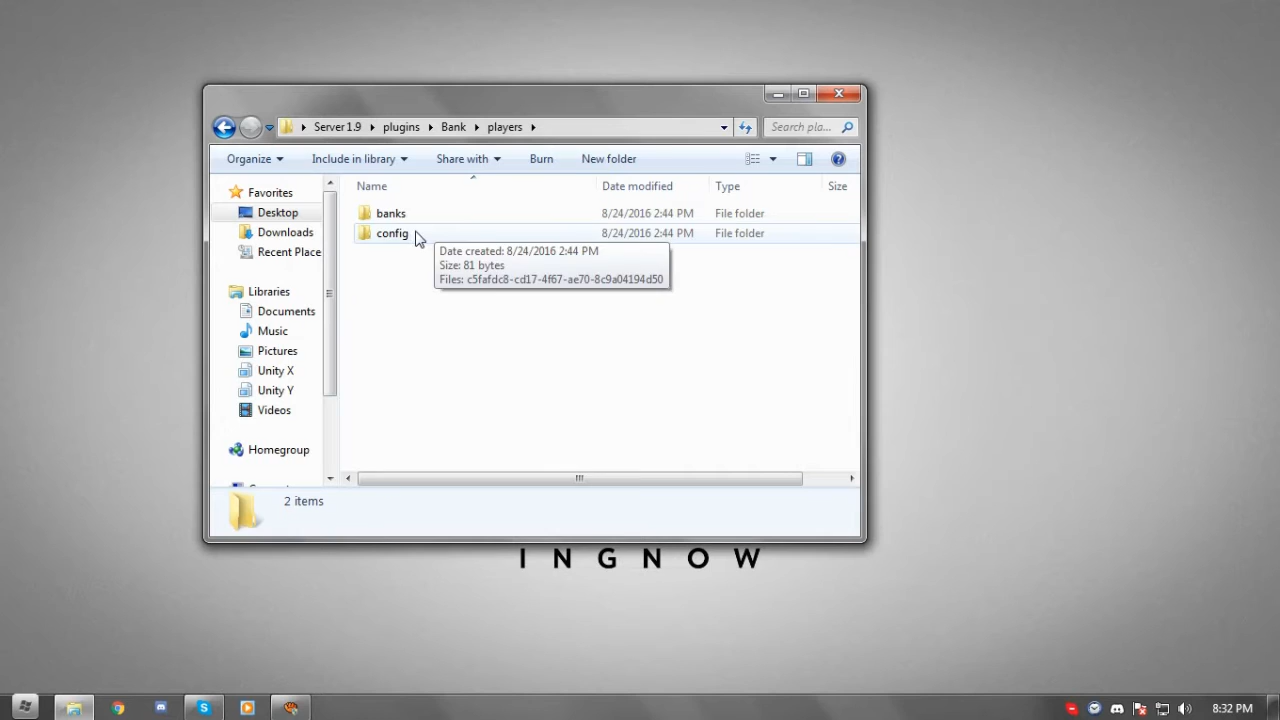 Server 1.9 plugins Bank players Search pla...
Organize Include in library Share with Burn New folder
Name Date modified Type Size
Favorites
Desktop
Downloads
Recent Place
Libraries
Documents
Music
Pictures
Unity X
Unity Y
Videos
Homegroup
banks 8/24/2016 2:44 PM File folder
config 8/24/2016 2:44 PM File folder
Date created: 8/24/2016 2:44 PM
Size: 81 bytes
Files: c5fafdc8-cd17-4f67-ae70-8c9a04194d50
2 items
INGNOW
8:32 PM